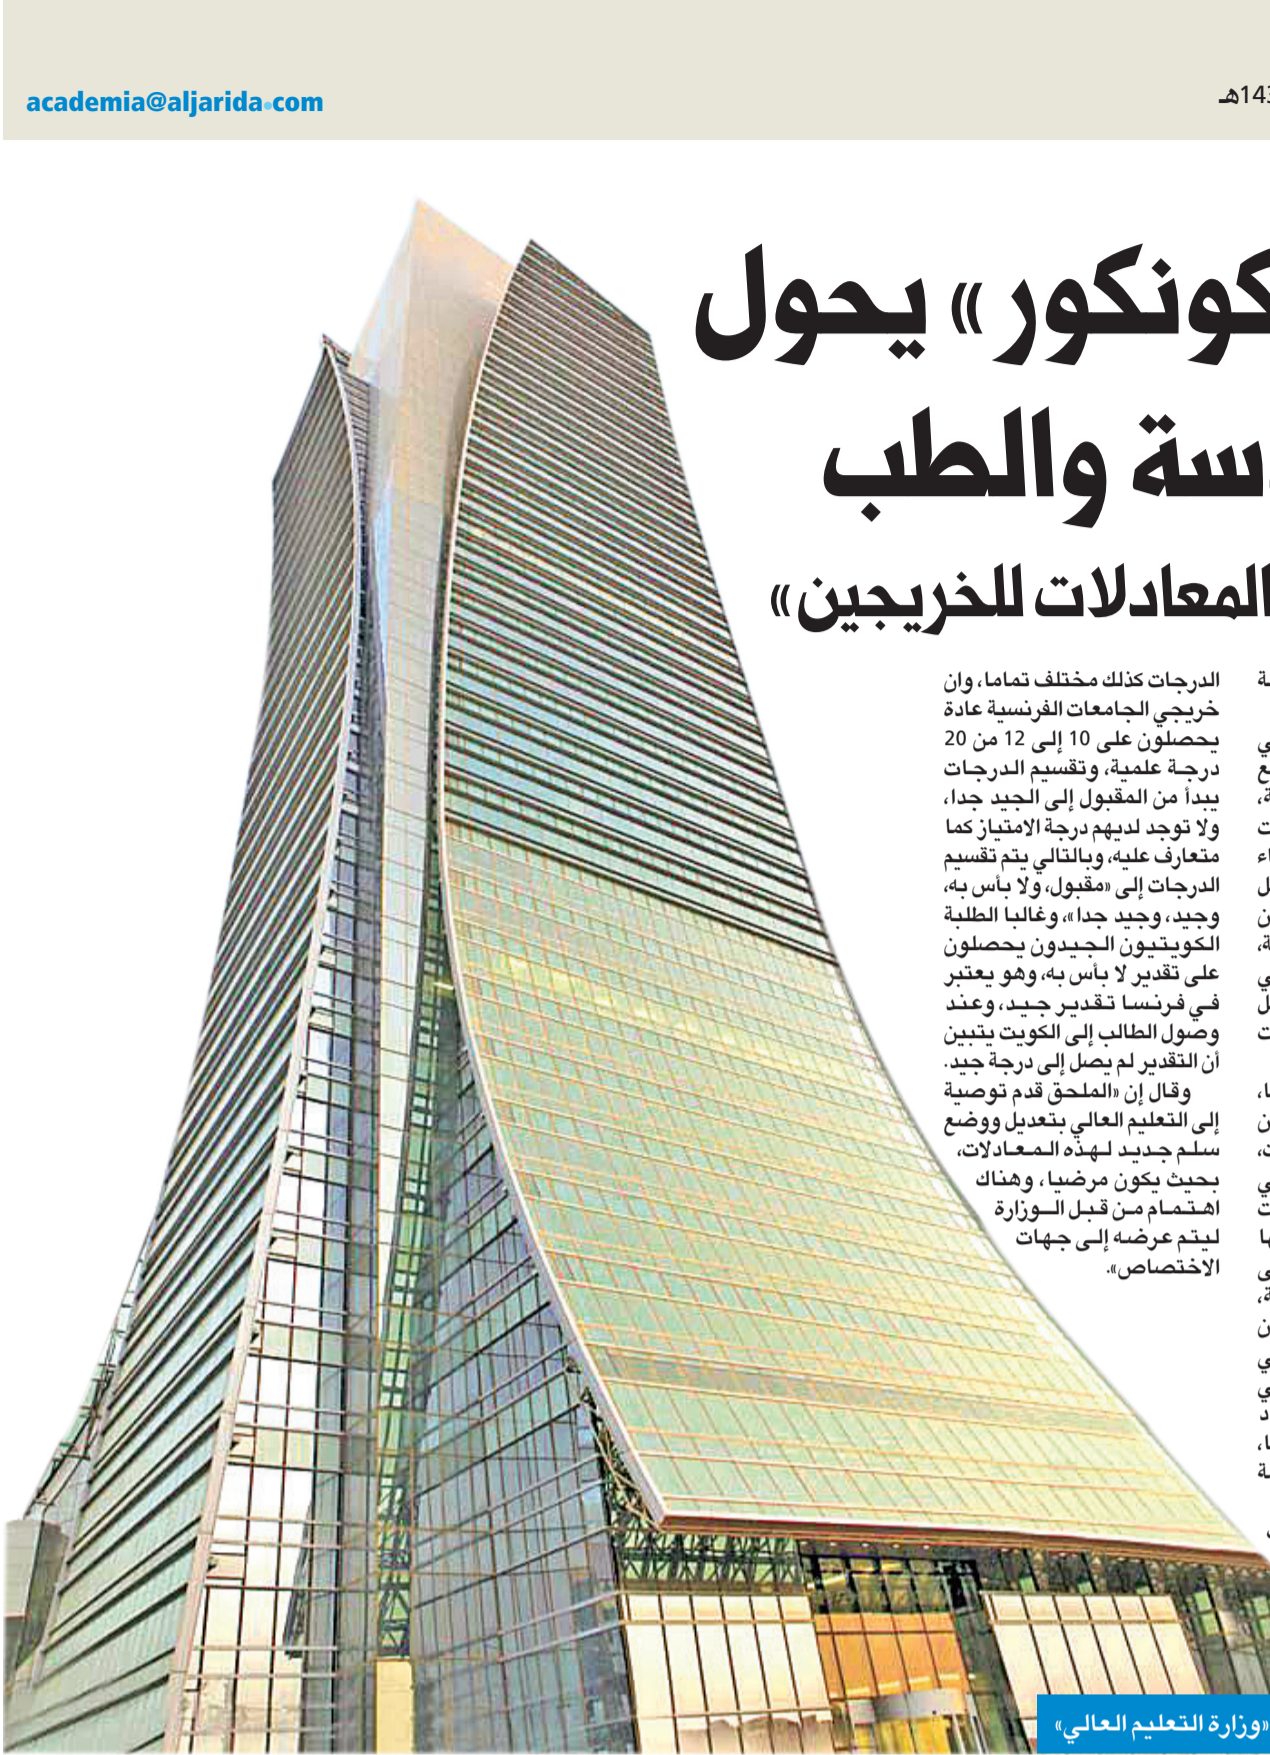 academia@aljarida.com
كونكور» يحول
والطب
المعادلات للخريجين»
الدرجات كذلك مختلف تماما، وان
خريجي الجامعات الفرنسية عادة
يحصلون على 10 إلى 12 من 20
درجة علمية، وتقسيم الدرجات
يبدأ من المقبول إلى الجيد جدا،
ولا توجد لديهم درجة الامتياز كما
متعارف عليه، وبالتالي يتم تقسيم
الدرجات إلى «مقبول، ولا بأس به،
وجيد، وجيد جدا»، وغالبا الطلبة
الكويتيون الجيدون يحصلون
على تقدير لا بأس به، وهو يعتبر
في فرنسا تقدير جيد، وعند
وصول الطالب إلى الكويت يتبين
أن التقدير لم يصل إلى درجة جيد.
وقال إن «الملحق قدم توصية
إلى التعليم العالي بتعديل ووضع
سلم جديد لهذه المعادلات،
بحيث يكون مرضيا، وهناك
اهتمام من قبل الوزارة
ليتم عرضه إلى جهات
الاختصاص».
«وزارة التعليم العالي»